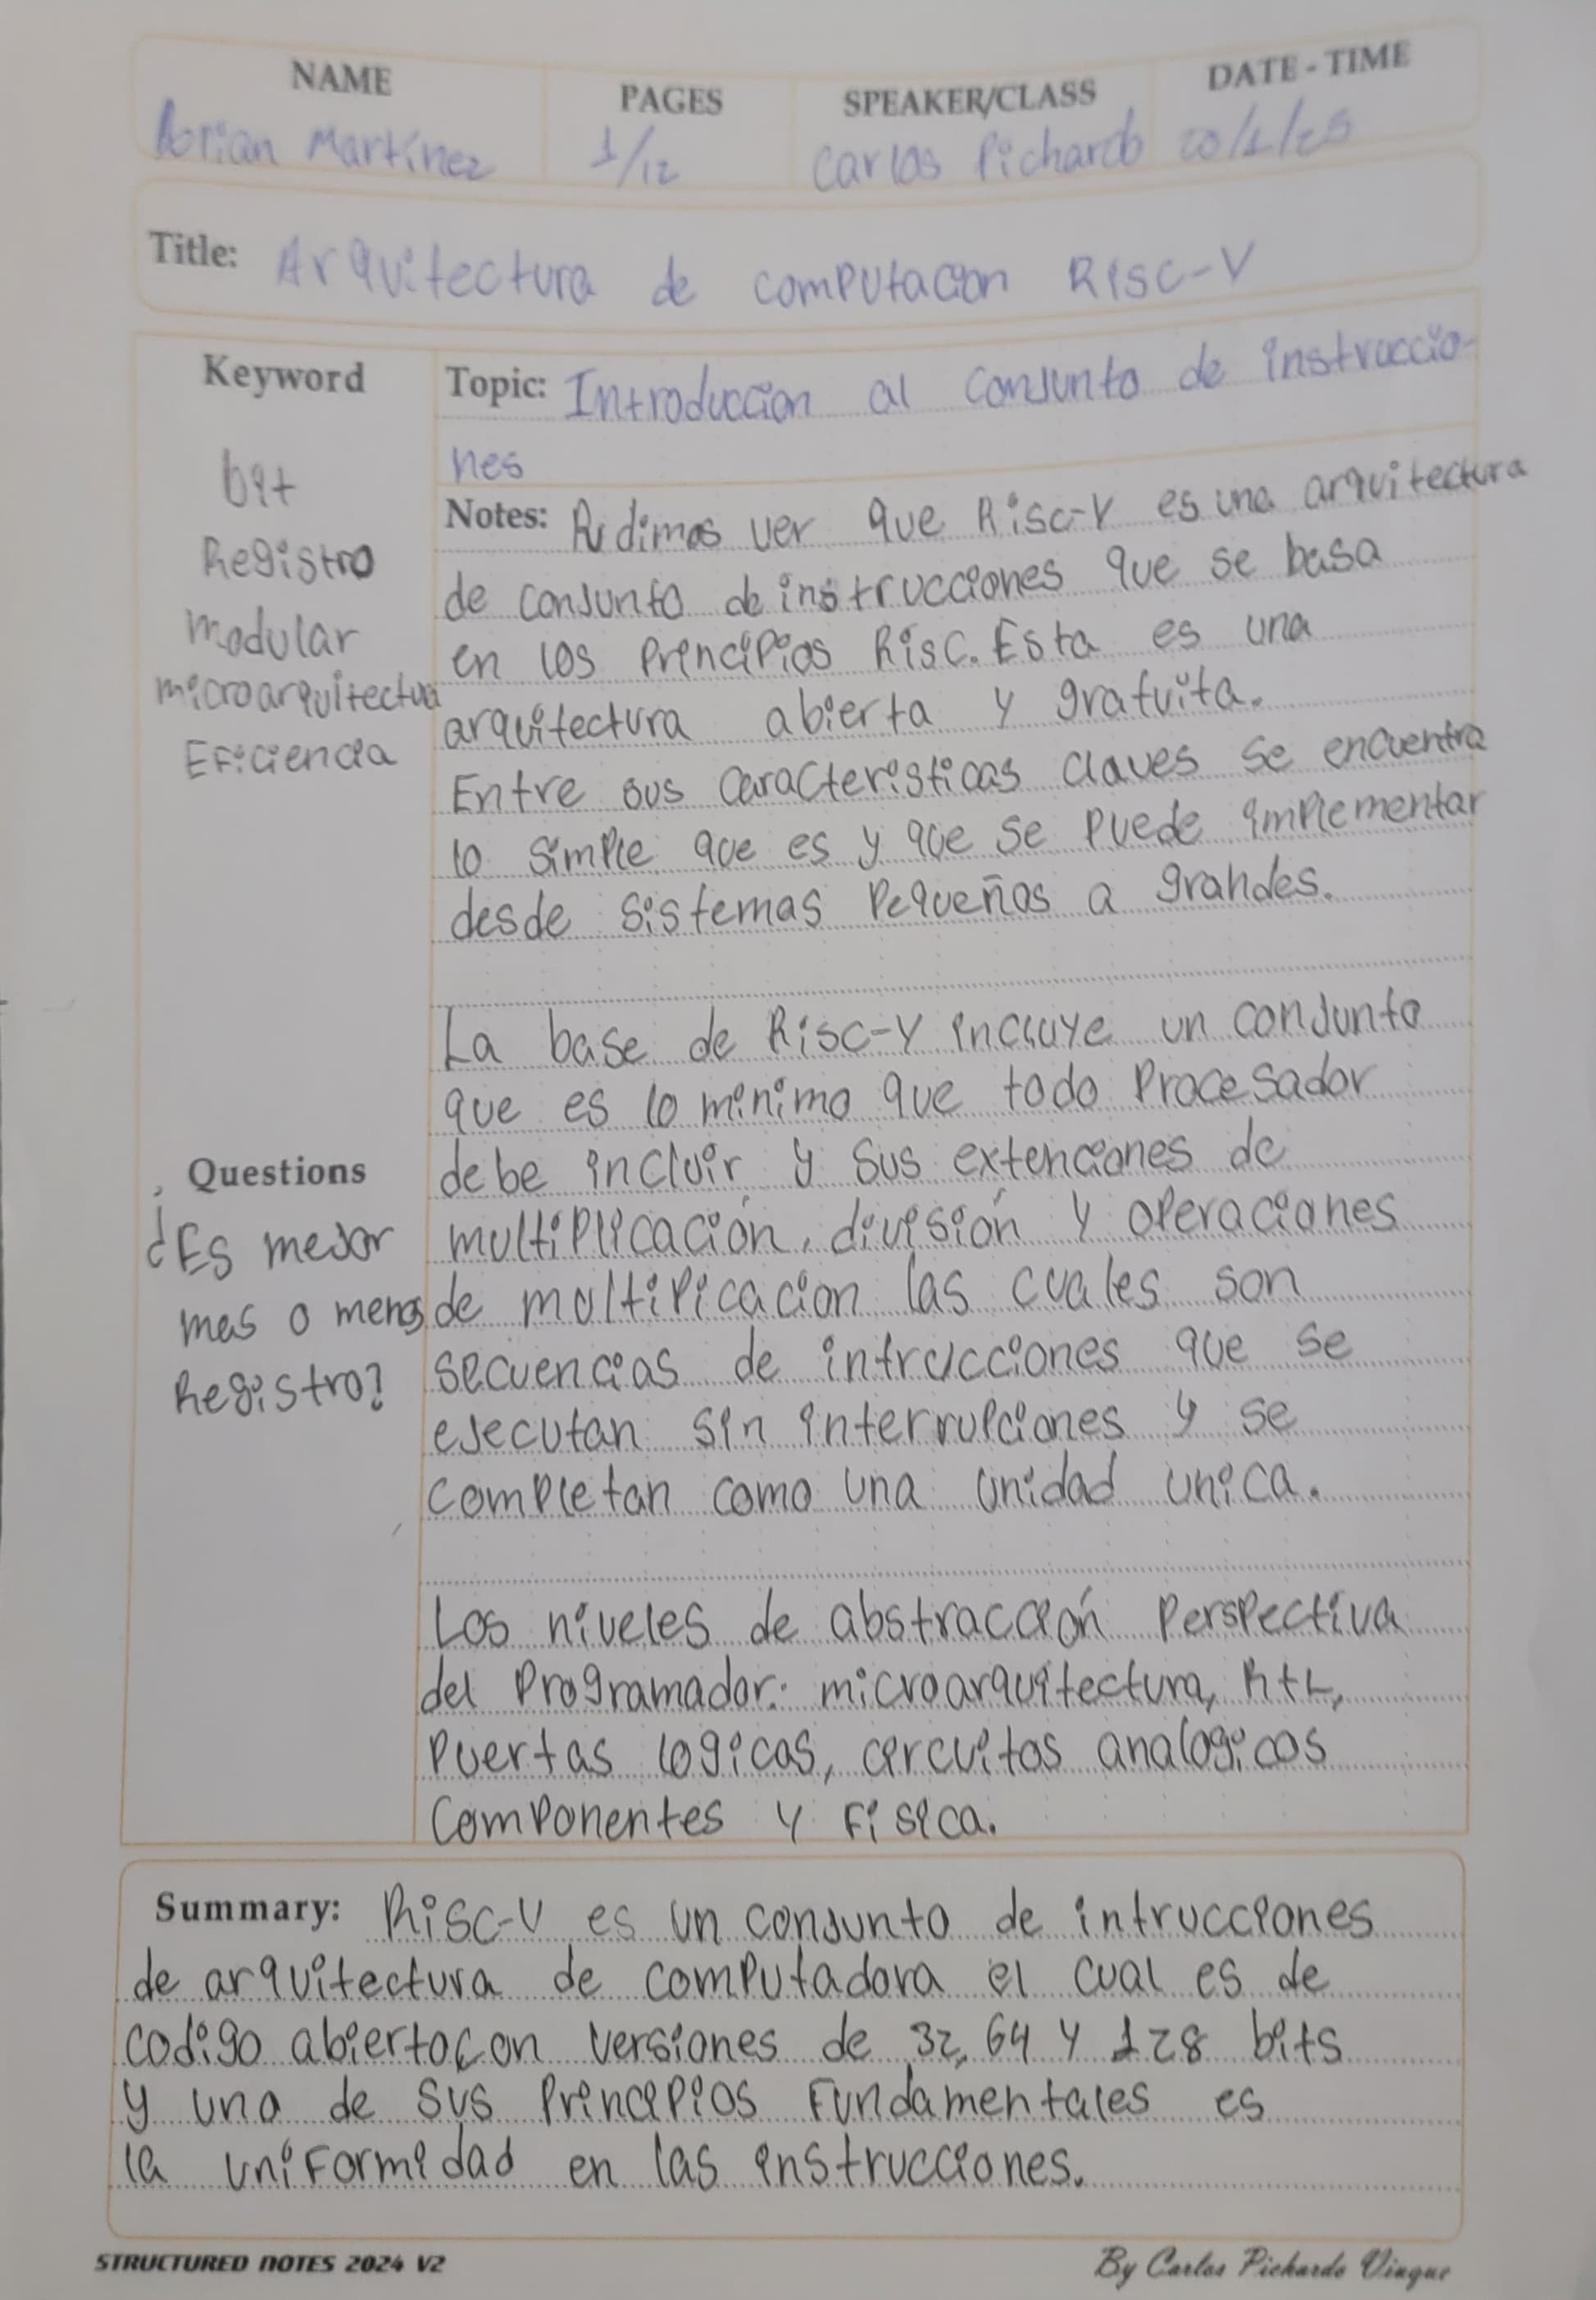 NAME PAGES SPEAKER/CLASS DATE - TIME
Adrian Martinez 1/12 Carlos Pichardo 20/1/25
Title: Arquitectura de computacion Risc-V
Keyword
bit
Registro
modular
microarquitectura
Eficiencia
Questions
¿Es mejor
mas o menos
Registro?
Topic: Introduccion al conjunto de instruccio-
nes
Notes: Pudimos ver que Risc-V es una arquitectura
de conjunto de instrucciones que se basa
en los principios Risc. Esta es una
arquitectura abierta y gratuita.
Entre sus caracteristicas claves se encuentra
lo simple que es y que se puede implementar
desde sistemas pequeños a grandes.
La base de Risc-V incluye un conjunto
que es lo minimo que todo procesador
debe incluir y sus extenciones de
multiplicación, división y operaciones
de multipicacion las cuales son
secuencias de intrucciones que se
ejecutan sin interrupciones y se
completan como una unidad unica.
Los niveles de abstracción perspectiva
del programador: microarquitectura, RtL,
puertas logicas, circuitos analogicos
componentes y fisica.
Summary: Risc-V es un conjunto de intrucciones
de arquitectura de computadora el cual es de
codigo abierto con versiones de 32, 64 y 128 bits
y uno de sus principios fundamentales es
la uniformidad en las instrucciones.
STRUCTURED NOTES 2024 V2 By Carlos Pichardo Viuque